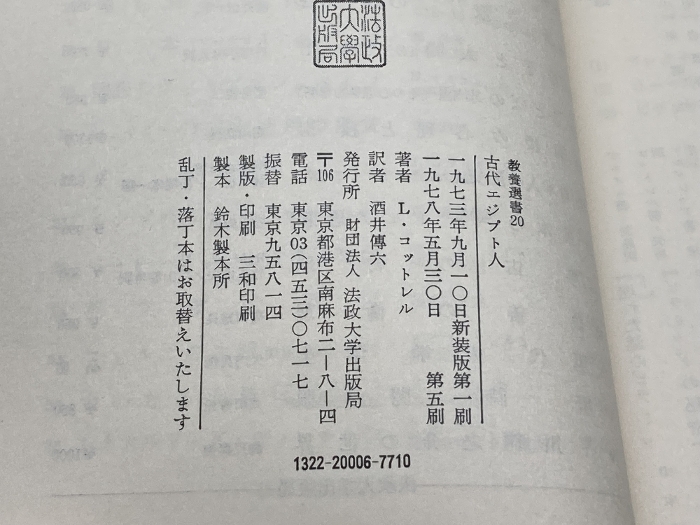 法政
大學
出版局
教養選書20
古代エジプト人
一九七三年九月一〇日新装版第一刷
一九七八年五月三〇日 第五刷
著者 L・コットレル
訳者 酒井傳六
発行所 財団法人 法政大学出版局
〒106 東京都港区南麻布二ー八ー四
電話 東京03(四五三)〇七一七
振替 東京九五八一四
製版・印刷 三和印刷
製本 鈴木製本所
乱丁・落丁本はお取替えいたします
1322-20006-7710